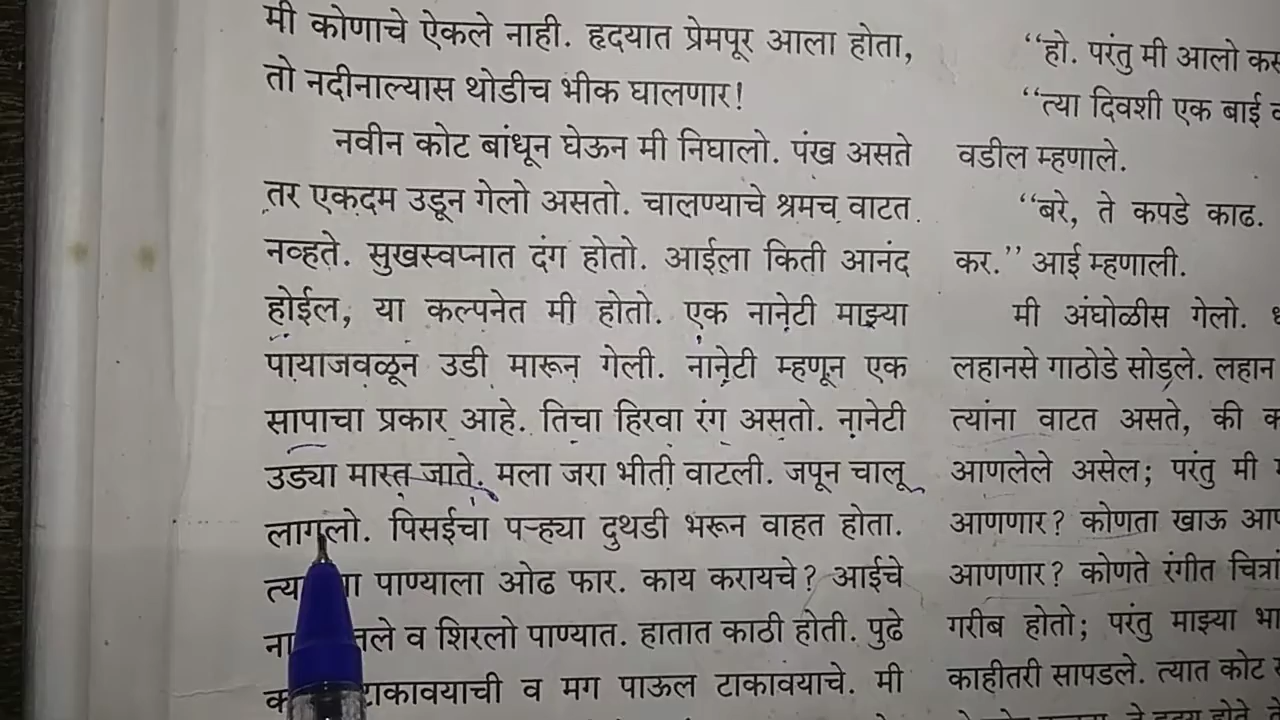 मी कोणाचे ऐकले नाही. हृदयात प्रेमपूर आला होता,
तो नदीनाल्यास थोडीच भीक घालणार!
नवीन कोट बांधून घेऊन मी निघालो. पंख असते
तर एकदम उडून गेलो असतो. चालण्याचे श्रमच वाटत
नव्हते. सुखस्वप्नात दंग होतो. आईला किती आनंद
होईल, या कल्पनेत मी होतो. एक नानेटी माझ्या
पायाजवळून उडी मारून गेली. नानेटी म्हणून एक
सापाचा प्रकार आहे. तिचा हिरवा रंग असतो. नानेटी
उड्या मारत जाते. मला जरा भीती वाटली. जपून चालू
लागलो. पिसईचा पऱ्ह्या दुथडी भरून वाहत होता.
पाण्याला ओढ फार. काय करायचे? आईचे
व शिरलो पाण्यात. हातात काठी होती. पुढे
टाकावयाची व मग पाऊल टाकावयाचे. मी
“हो. परंतु मी आलो
“त्या दिवशी एक बाई
वडील म्हणाले.
“बरे, ते कपडे काढ.
कर.” आई म्हणाली.
मी अंघोळीस गेलो.
लहानसे गाठोडे सोडले. लहान
त्यांना वाटत असते, की
आणलेले असेल; परंतु मी
आणणार? कोणता खाऊ
आणणार? कोणते रंगीत
गरीब होतो; परंतु माझ्या
काहीतरी सापडले. त्यात कोट